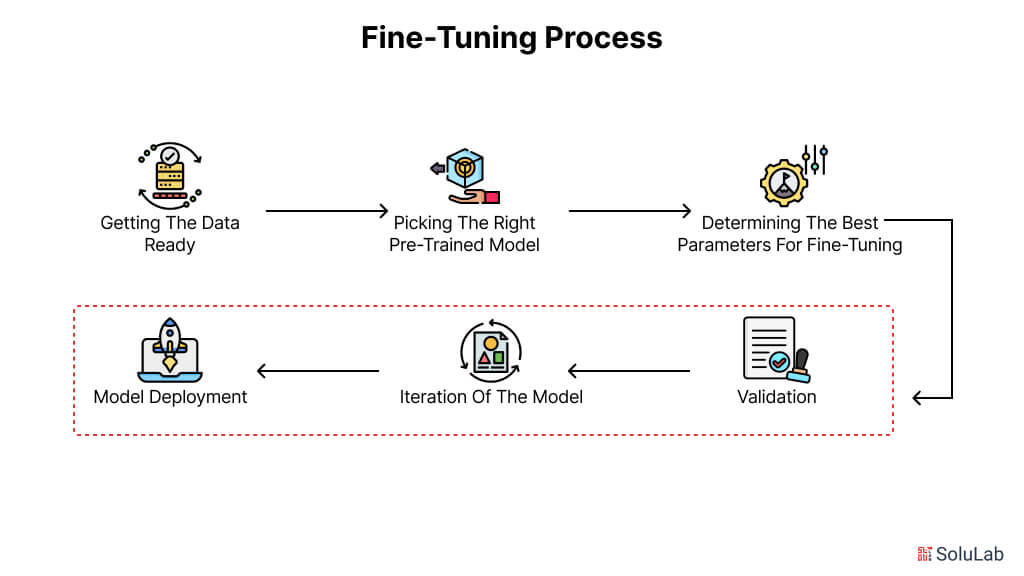 Fine-Tuning Process
Getting The Data
Ready
Picking The Right
Pre-Trained Model
Determining The Best
Parameters For Fine-Tuning
Validation
Iteration Of The Model
Model Deployment
SoluLab